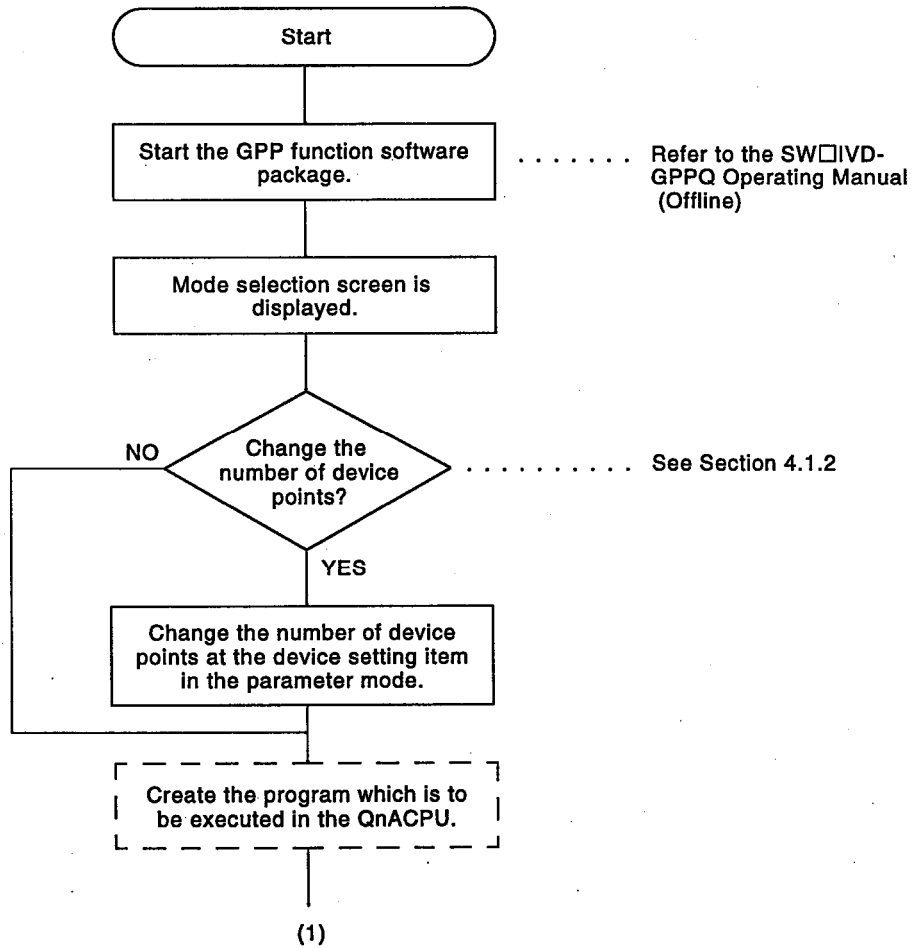 Start
Start the GPP function software
package.
. . . . . . . Refer to the SW□IVD-
GPPQ Operating Manual
(Offline)
Mode selection screen is
displayed.
NO
Change the
number of device
points?
. . . . . . . . . . See Section 4.1.2
YES
Change the number of device
points at the device setting item
in the parameter mode.
Create the program which is to
be executed in the QnACPU.
(1)